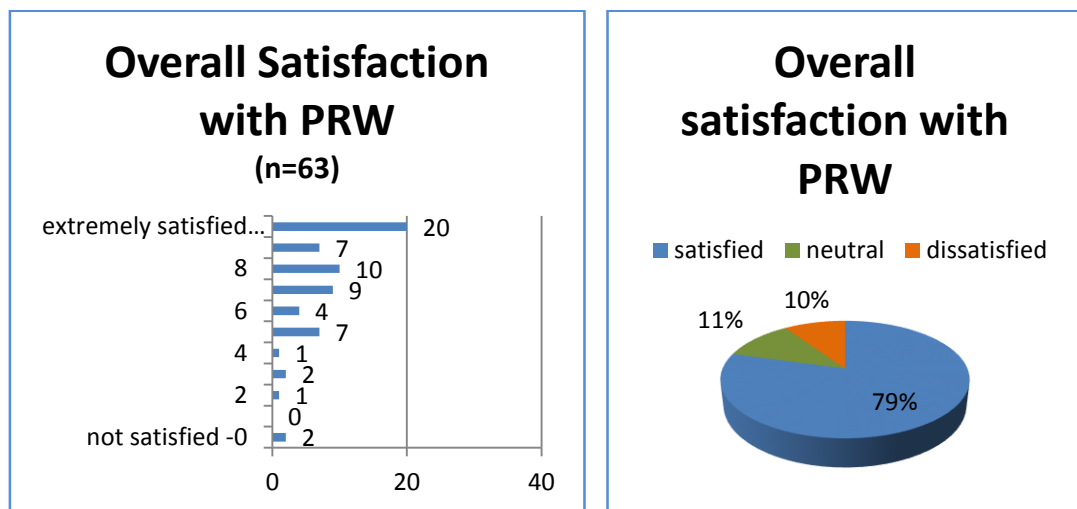 Overall Satisfaction
with PRW
(n=63)
extremely satisfied...
20
7
8
10
9
6
4
7
4
1
2
2
1
0
not satisfied -0
2
0
20
40
Overall
satisfaction with
PRW
satisfied
neutral
dissatisfied
10%
11%
79%